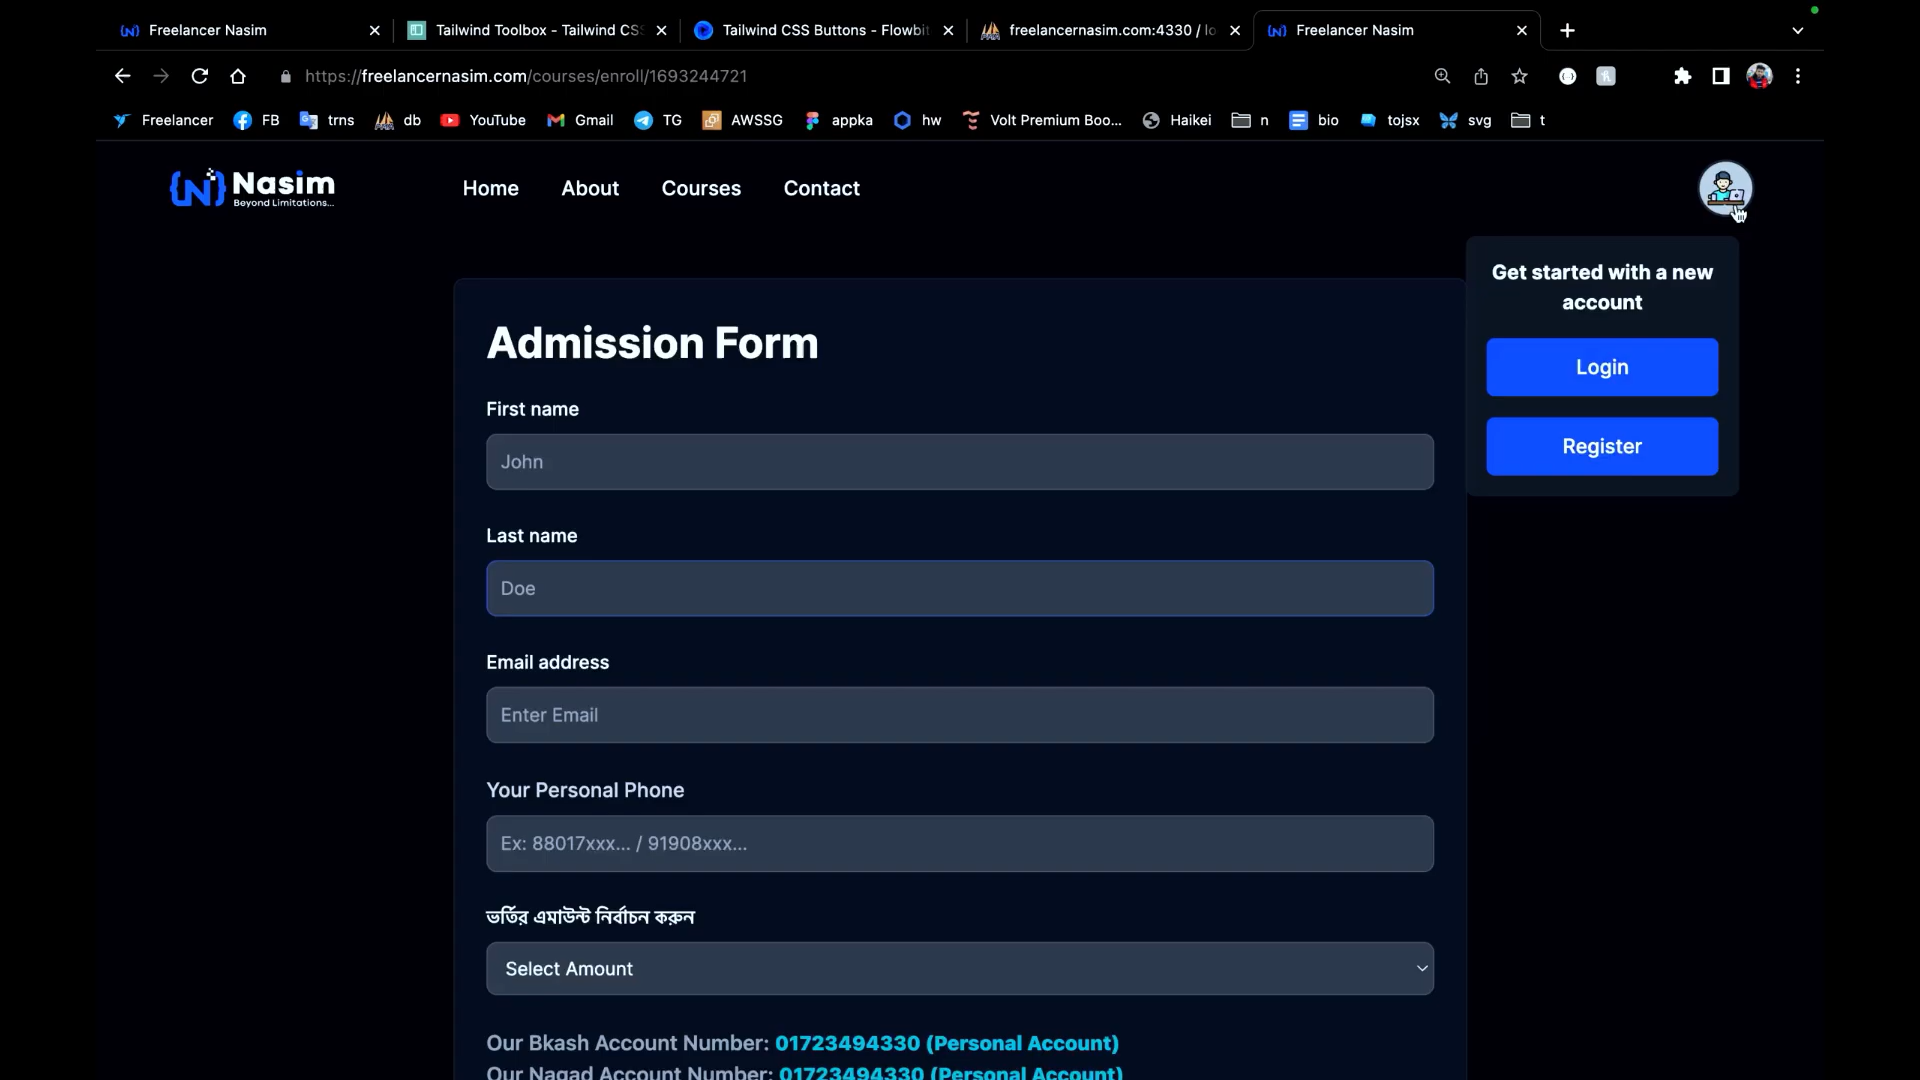 Freelancer Nasim
Tailwind Toolbox - Tailwind CS
Tailwind CSS Buttons - Flowbit
freelancernasim.com:4330 / lo
Freelancer Nasim
https://freelancernasim.com/courses/enroll/1693244721
Freelancer FB trns db YouTube Gmail TG AWSSG appka hw Volt Premium Boo... Haikei n bio tojsx svg t
Nasim
Beyond Limitations...
Home About Courses Contact
Get started with a new
account
Login
Register
Admission Form
First name
John
Last name
Doe
Email address
Enter Email
Your Personal Phone
Ex: 88017xxx... / 91908xxx...
ভর্তির এমাউন্ট নির্বাচন করুন
Select Amount
Our Bkash Account Number: 01723494330 (Personal Account)
Our Nagad Account Number: 01723494330 (Personal Account)